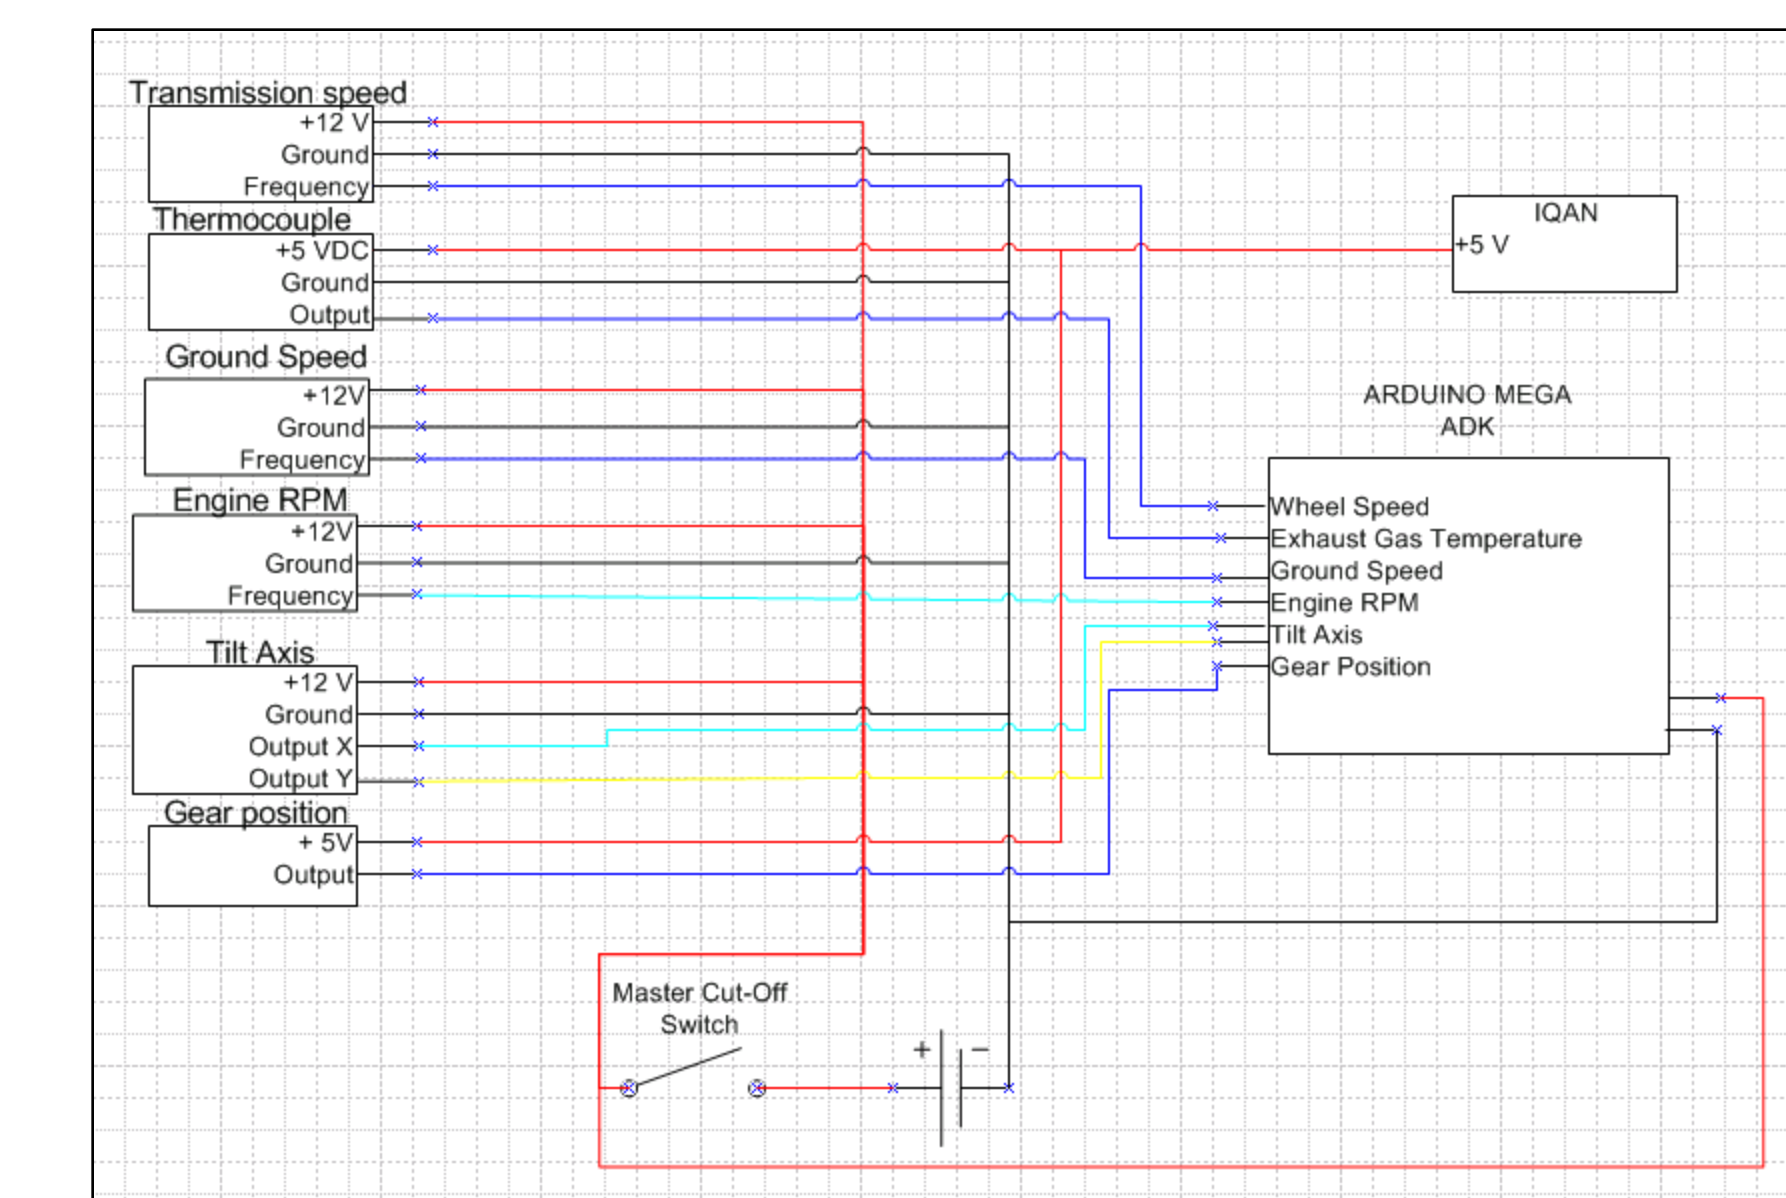 Transmission speed
+12 V
Ground
Frequency
Thermocouple
+5 VDC
Ground
Output
Ground Speed
+12V
Ground
Frequency
Engine RPM
+12V
Ground
Frequency
Tilt Axis
+12 V
Ground
Output X
Output Y
Gear position
+ 5V
Output
IQAN
+5 V
ARDUINO MEGA
ADK
Wheel Speed
Exhaust Gas Temperature
Ground Speed
Engine RPM
Tilt Axis
Gear Position
Master Cut-Off
Switch
+ −